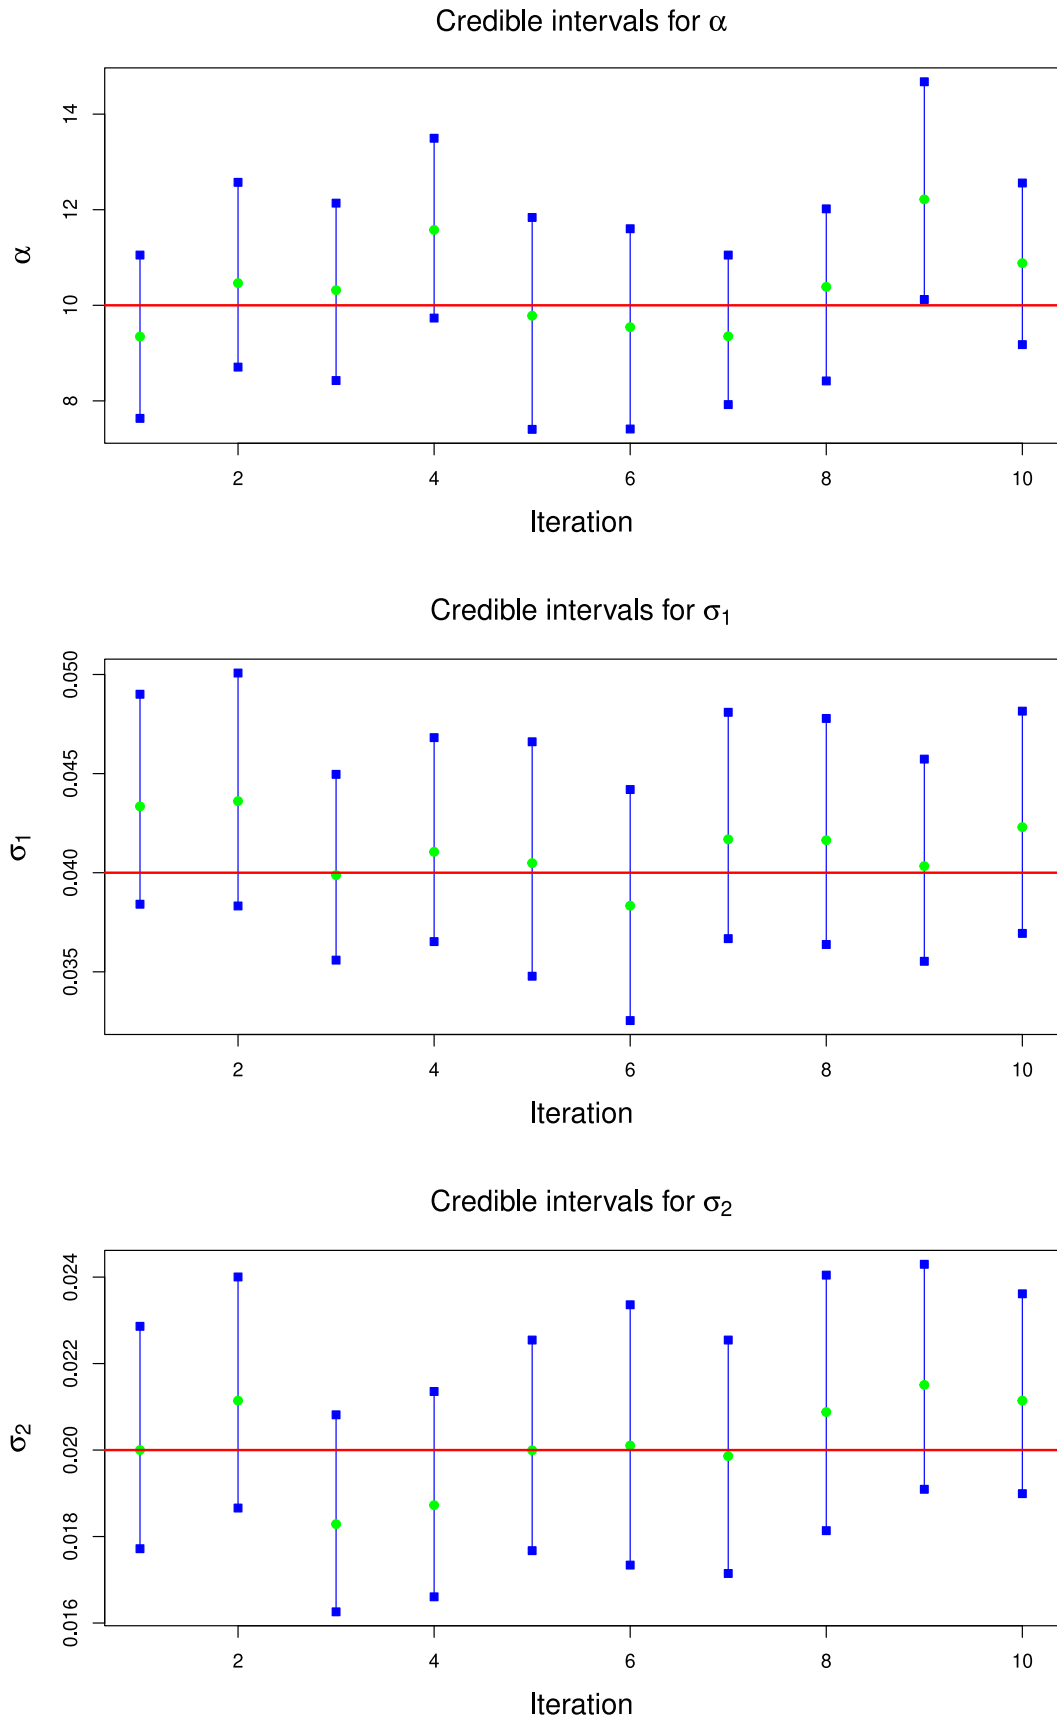 Credible intervals for α
14
12
10
8
α
2 4 6 8 10
Iteration
Credible intervals for σ₁
0.050
0.045
0.040
0.035
σ₁
2 4 6 8 10
Iteration
Credible intervals for σ₂
0.024
0.022
0.020
0.018
0.016
σ₂
2 4 6 8 10
Iteration